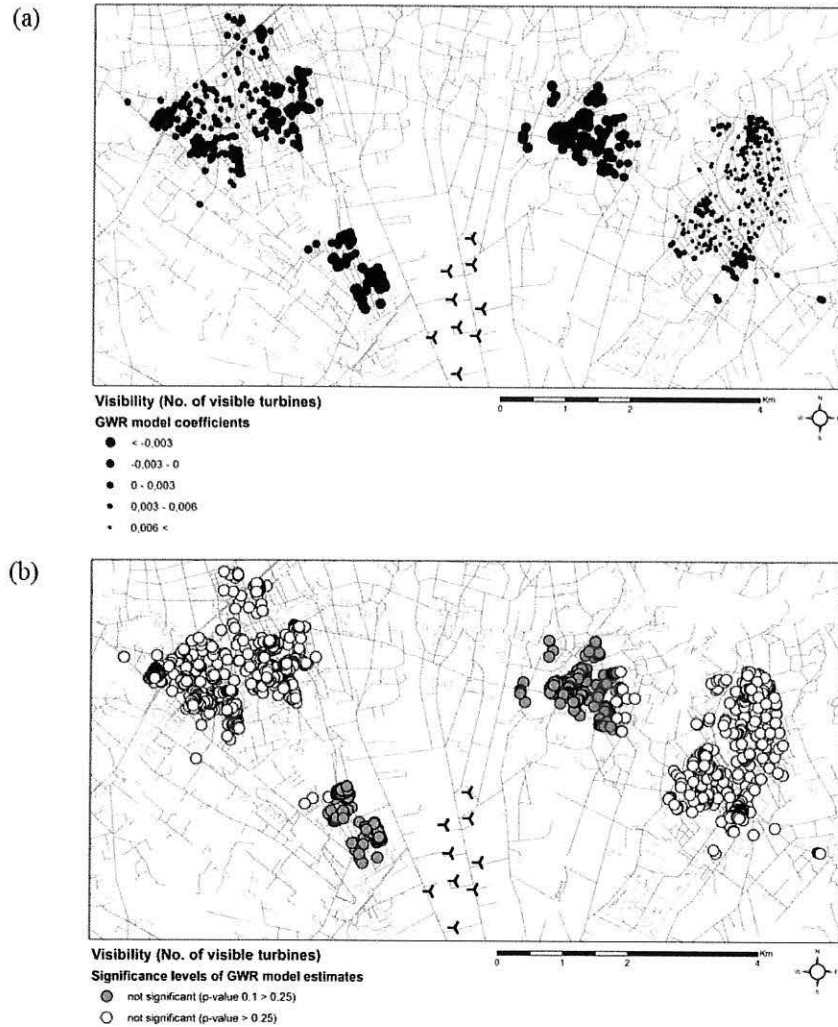 (a)
Visibility (No. of visible turbines)
GWR model coefficients
< -0,003
-0,003 - 0
0 - 0,003
0,003 - 0,006
0,006 <
Km
0 1 2 4
N
S
(b)
Visibility (No. of visible turbines)
Significance levels of GWR model estimates
not significant (p-value 0.1 > 0.25)
not significant (p-value > 0.25)
Km
0 1 2 4
N
S